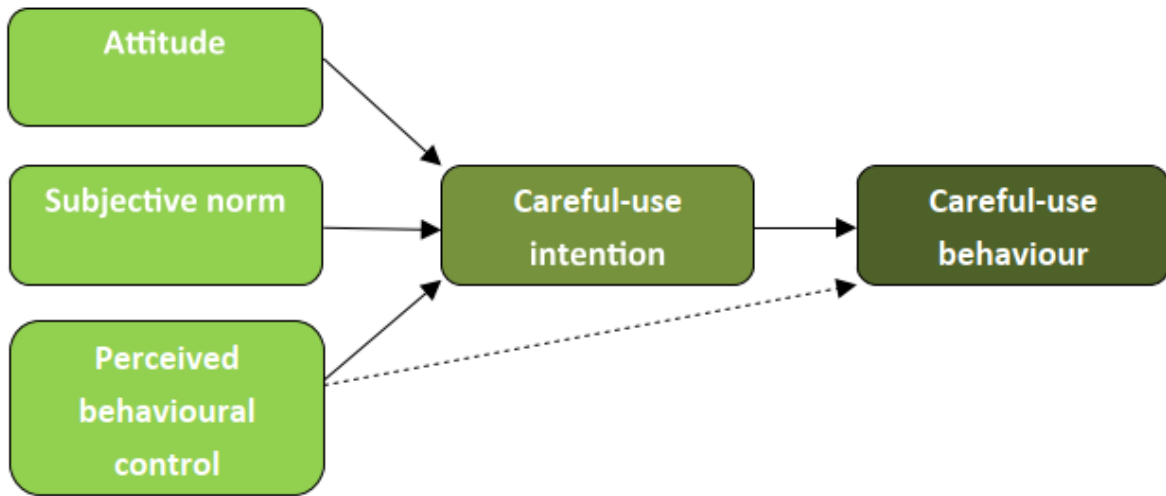 Attitude
Subjective norm
Perceived
behavioural
control
Careful-use
intention
Careful-use
behaviour